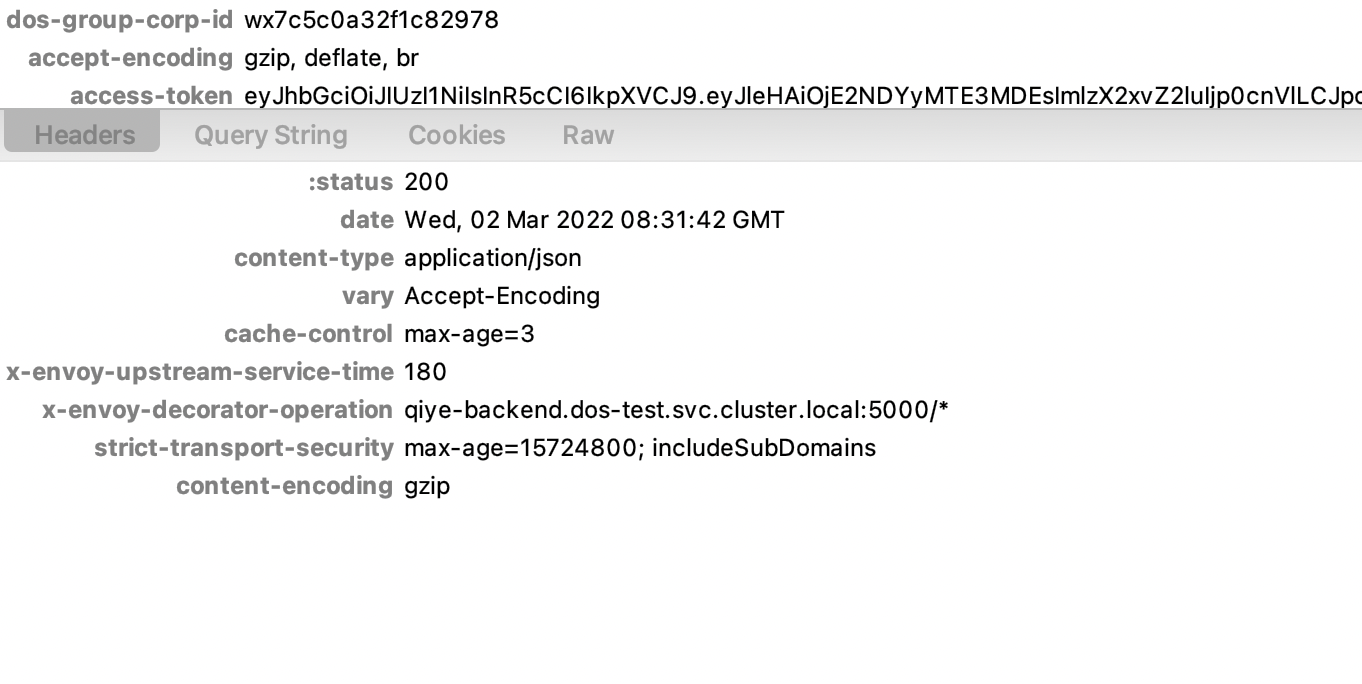 dos-group-corp-id wx7c5c0a32f1c82978
accept-encoding gzip, deflate, br
access-token eyJhbGciOiJIUzI1NiIsInR5cCI6IkpXVCJ9.eyJleHAiOjE2NDYyMTE3MDEsImlzX2xvZ2luIjp0cnVlLCJpc
Headers Query String Cookies Raw
:status 200
date Wed, 02 Mar 2022 08:31:42 GMT
content-type application/json
vary Accept-Encoding
cache-control max-age=3
x-envoy-upstream-service-time 180
x-envoy-decorator-operation qiye-backend.dos-test.svc.cluster.local:5000/*
strict-transport-security max-age=15724800; includeSubDomains
content-encoding gzip